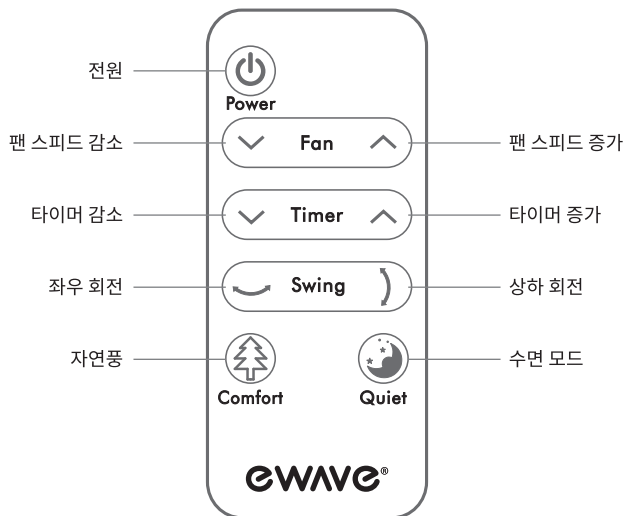 전원
Power
팬 스피드 감소
Fan
팬 스피드 증가
타이머 감소
Timer
타이머 증가
좌우 회전
Swing
상하 회전
자연풍
수면 모드
Comfort
Quiet
ewave®